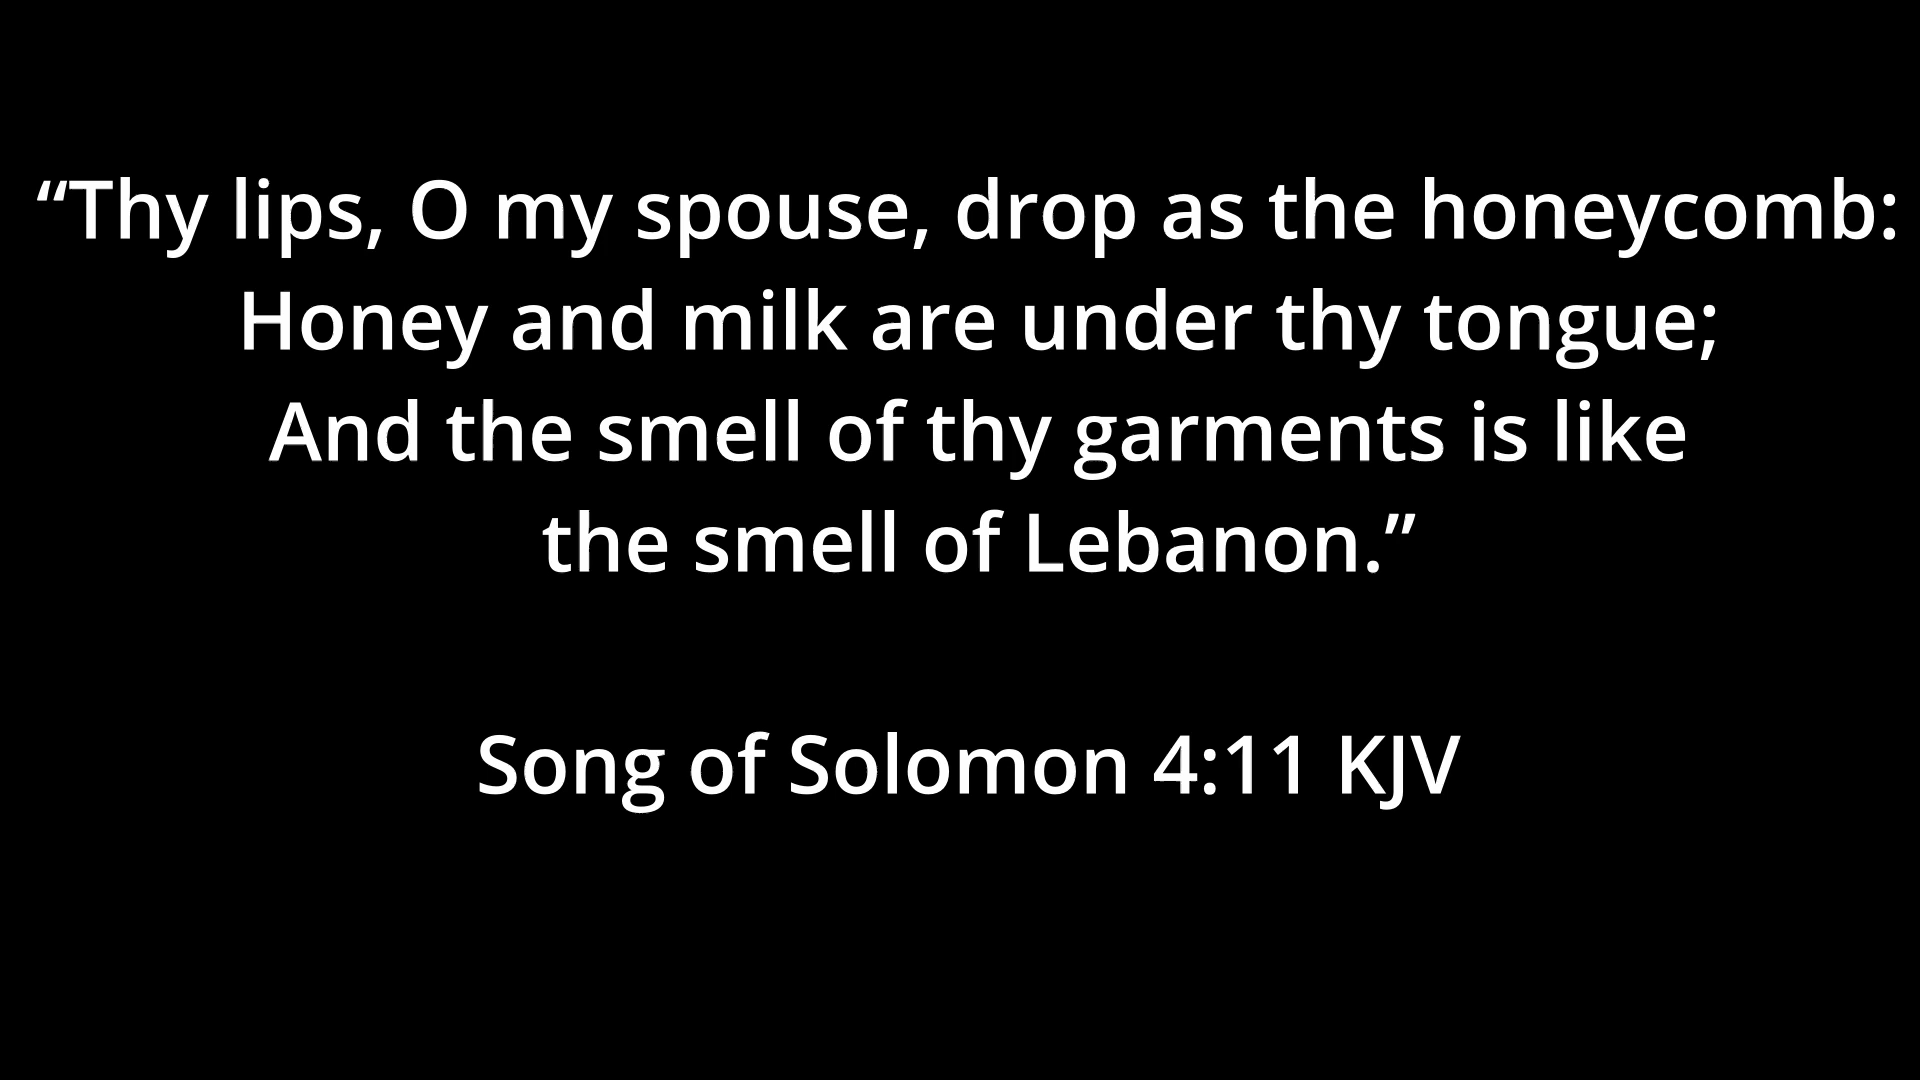 “Thy lips, O my spouse, drop as the honeycomb:
Honey and milk are under thy tongue;
And the smell of thy garments is like
the smell of Lebanon.”
Song of Solomon 4:11 KJV